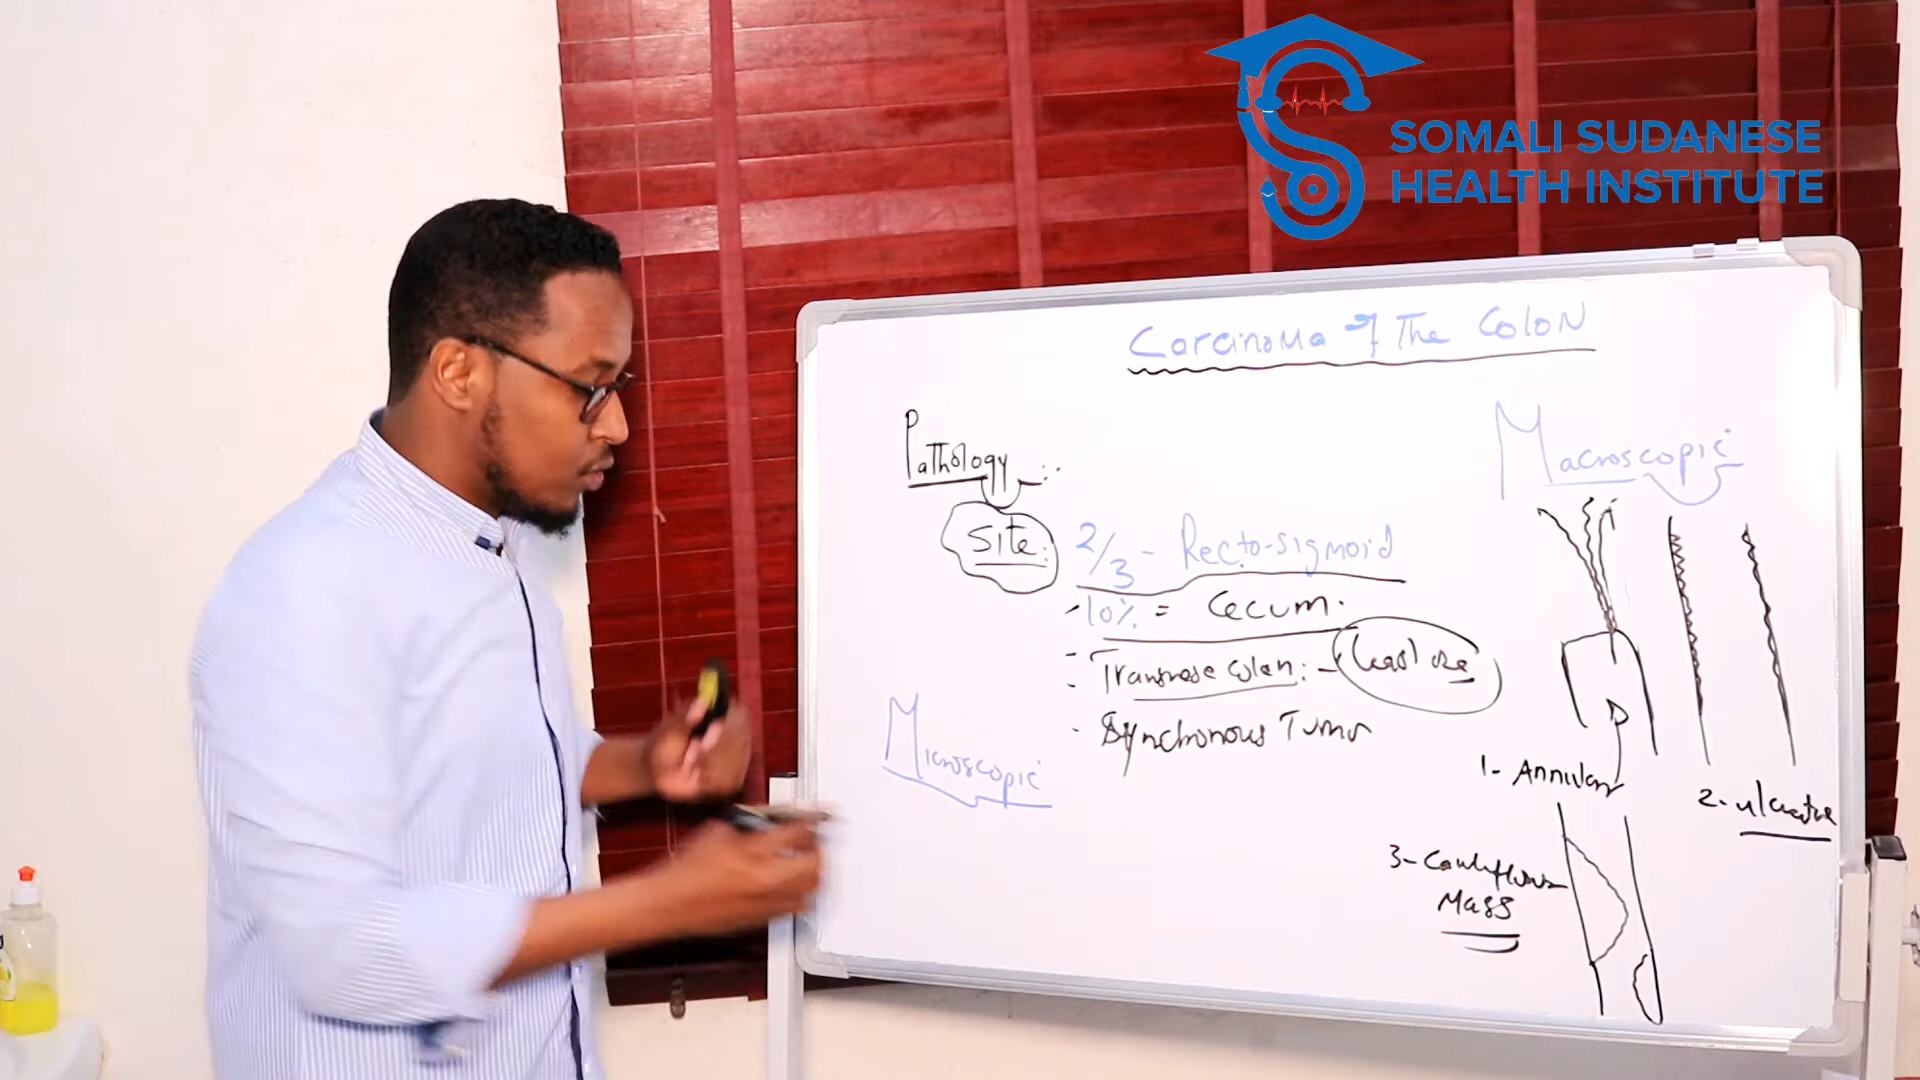 SOMALI SUDANESE
HEALTH INSTITUTE
Carcinoma of The Colon
Pathology -:
Site:
2/3 - Recto-sigmoid
- 10% = Cecum.
- Transverse Colon: -
- Synchronous Tumor
Microscopic
Macroscopic
1- Annular
2- ulcerative
3- Cauliflower
Mass